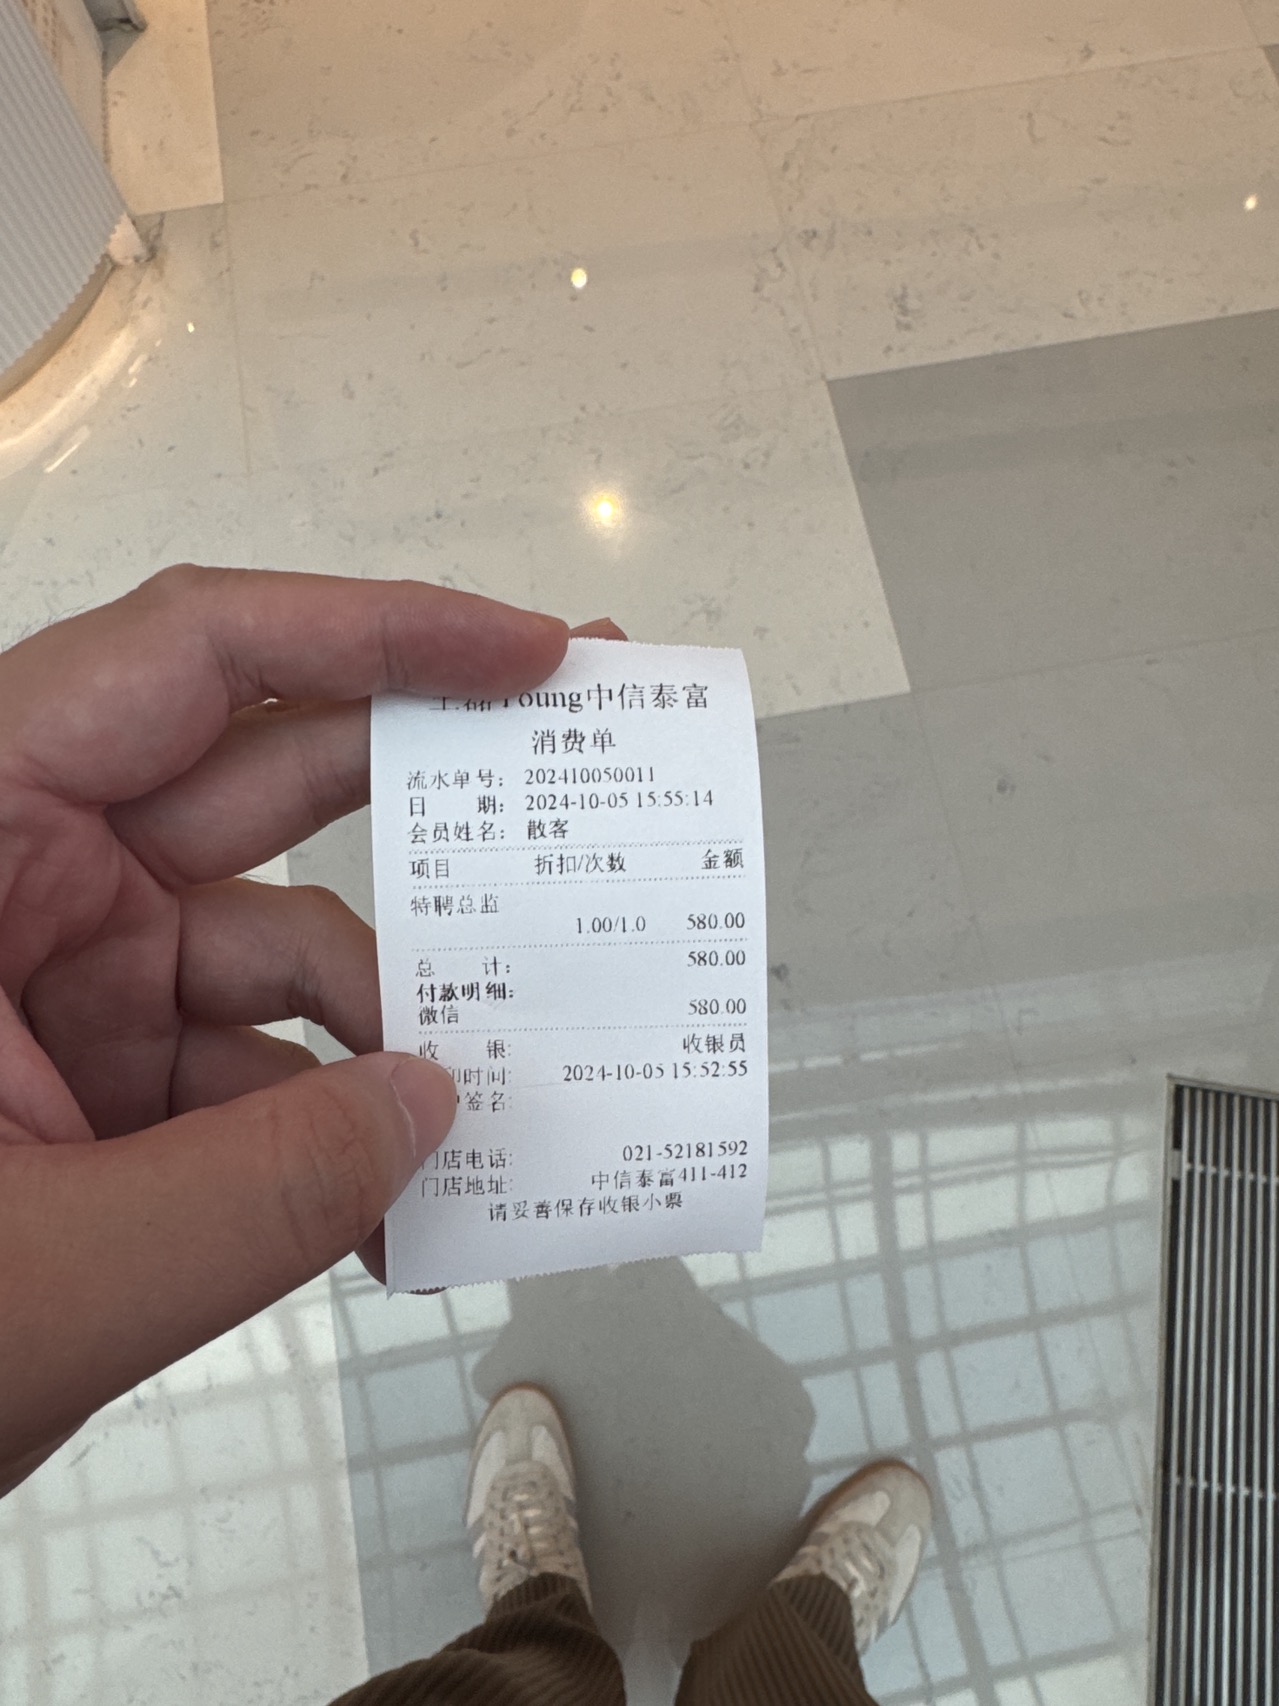 Young中信泰富
消费单
流水单号: 202410050011
日 期: 2024-10-05 15:55:14
会员姓名: 散客
项目 折扣/次数 金额
特聘总监
1.00/1.0 580.00
总 计: 580.00
付款明细:
微信 580.00
收 银: 收银员
印时间: 2024-10-05 15:52:55
签名:
门店电话: 021-52181592
门店地址: 中信泰富411-412
请妥善保存收银小票